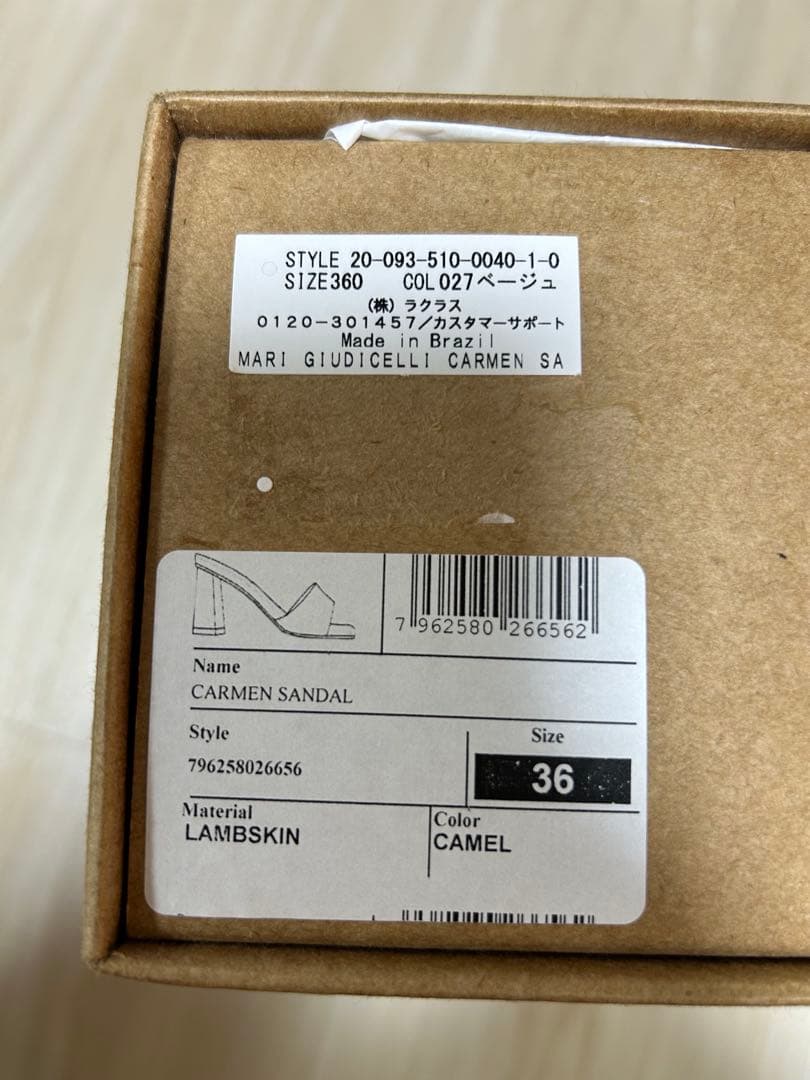 STYLE 20-093-510-0040-1-0
SIZE360 COL027ベージュ
(株) ラクラス
0120-301457/カスタマーサポート
Made in Brazil
MARI GIUDICELLI CARMEN SA
7 962580 266562
Name
CARMEN SANDAL
Style
796258026656
Size
36
Material
LAMBSKIN
Color
CAMEL